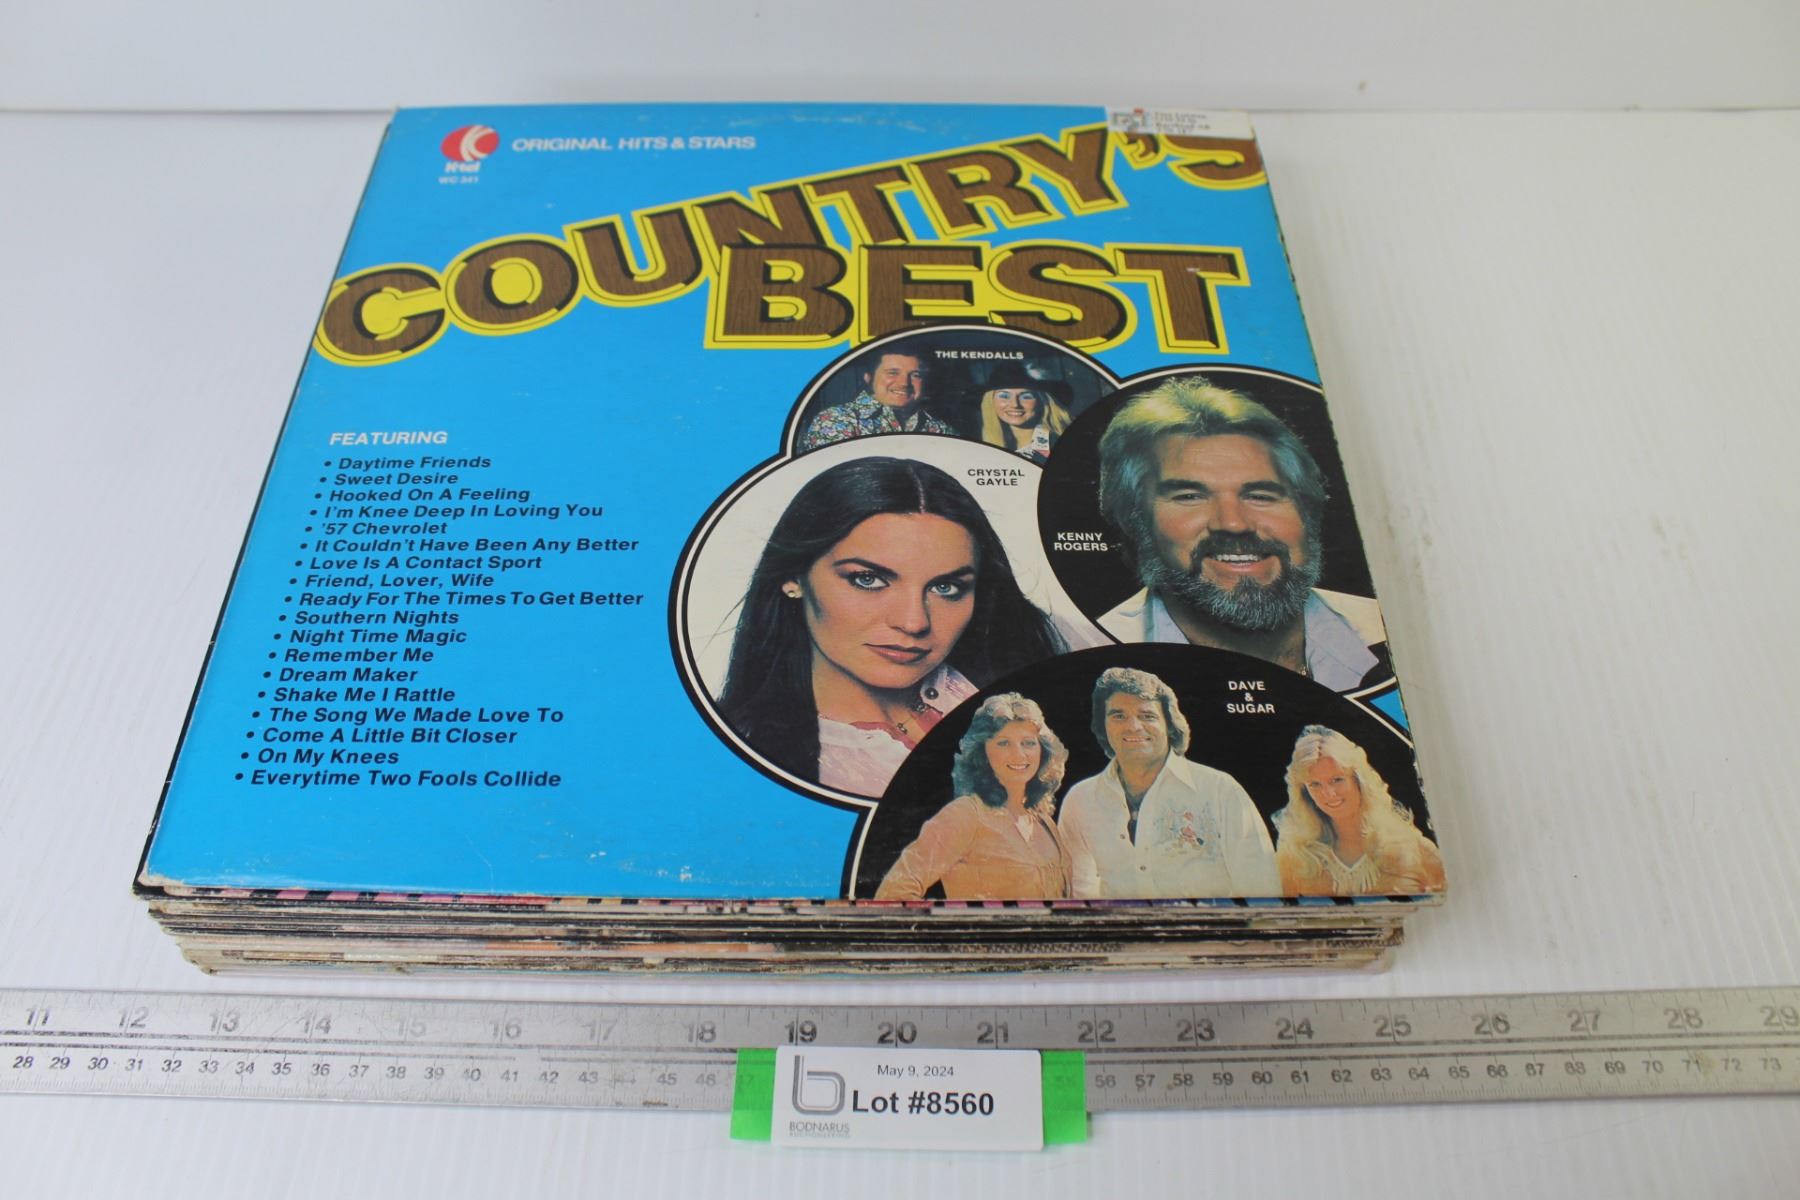 K-tel
WC 341
ORIGINAL HITS & STARS
COUNTRY'S
BEST
THE KENDALLS
CRYSTAL
GAYLE
KENNY
ROGERS
DAVE
&
SUGAR
FEATURING
• Daytime Friends
• Sweet Desire
• Hooked On A Feeling
• I'm Knee Deep In Loving You
• '57 Chevrolet
• It Couldn't Have Been Any Better
• Love Is A Contact Sport
• Friend, Lover, Wife
• Ready For The Times To Get Better
• Southern Nights
• Night Time Magic
• Remember Me
• Dream Maker
• Shake Me I Rattle
• The Song We Made Love To
• Come A Little Bit Closer
• On My Knees
• Everytime Two Fools Collide
11 12 13 14 15 16 17 18 19 20 21 22 23 24 25 26 27 28 29
28 29 30 31 32 33 34 35 36 37 38 39 40 41 42 43 44 45 46 47 55 56 57 58 59 60 61 62 63 64 65 66 67 68 69 70 71 72 73
May 9, 2024
Lot #8560
BODNARUS
AUCTIONEERING